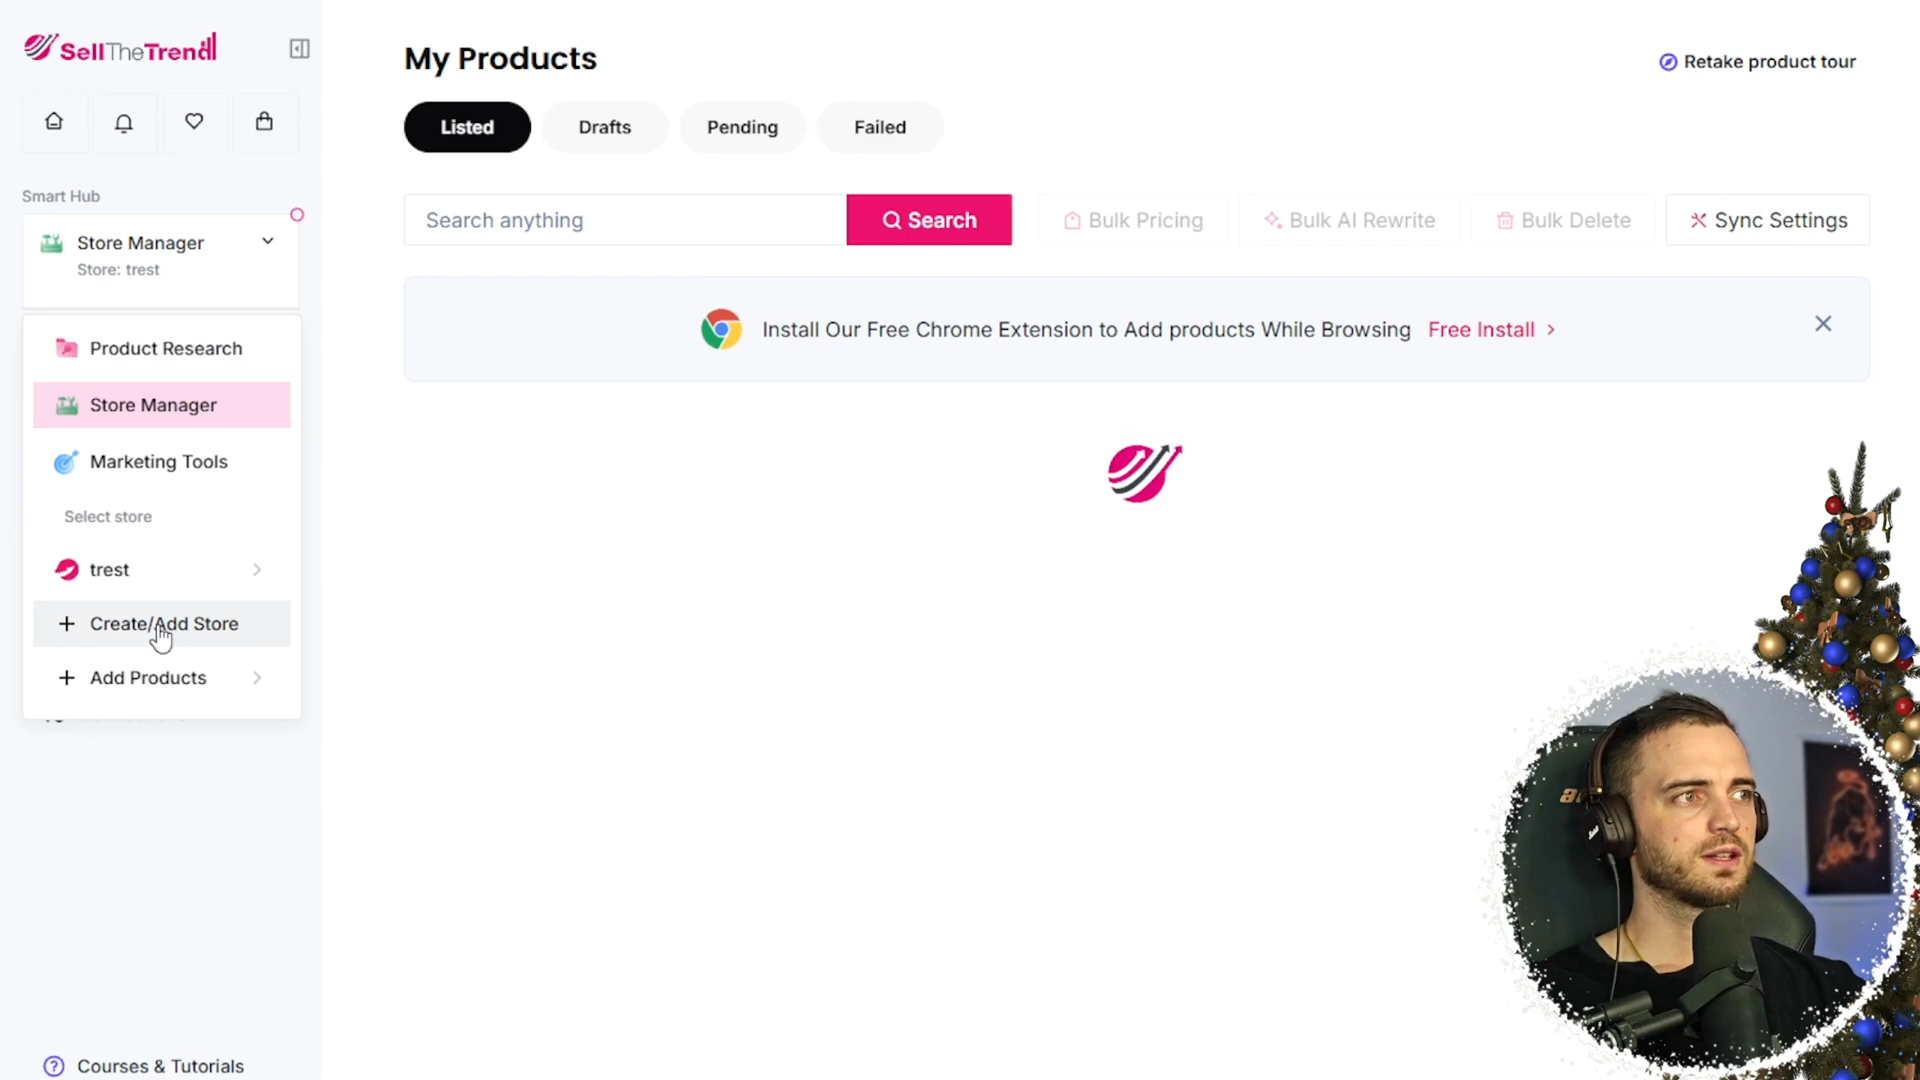 SellTheTrend
My Products
Retake product tour
Listed
Drafts
Pending
Failed
Smart Hub
Store Manager
Store: trest
Search anything
Search
Bulk Pricing
Bulk AI Rewrite
Bulk Delete
Sync Settings
Install Our Free Chrome Extension to Add products While Browsing Free Install
Product Research
Store Manager
Marketing Tools
Select store
trest
Create/Add Store
Add Products
Courses & Tutorials